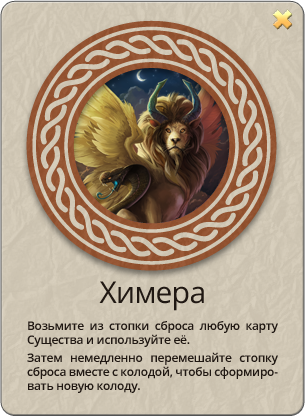 Химера
Возьмите из стопки сброса любую карту
Существа и используйте её.
Затем немедленно перемешайте стопку
сброса вместе с колодой, чтобы сформиро-
вать новую колоду.